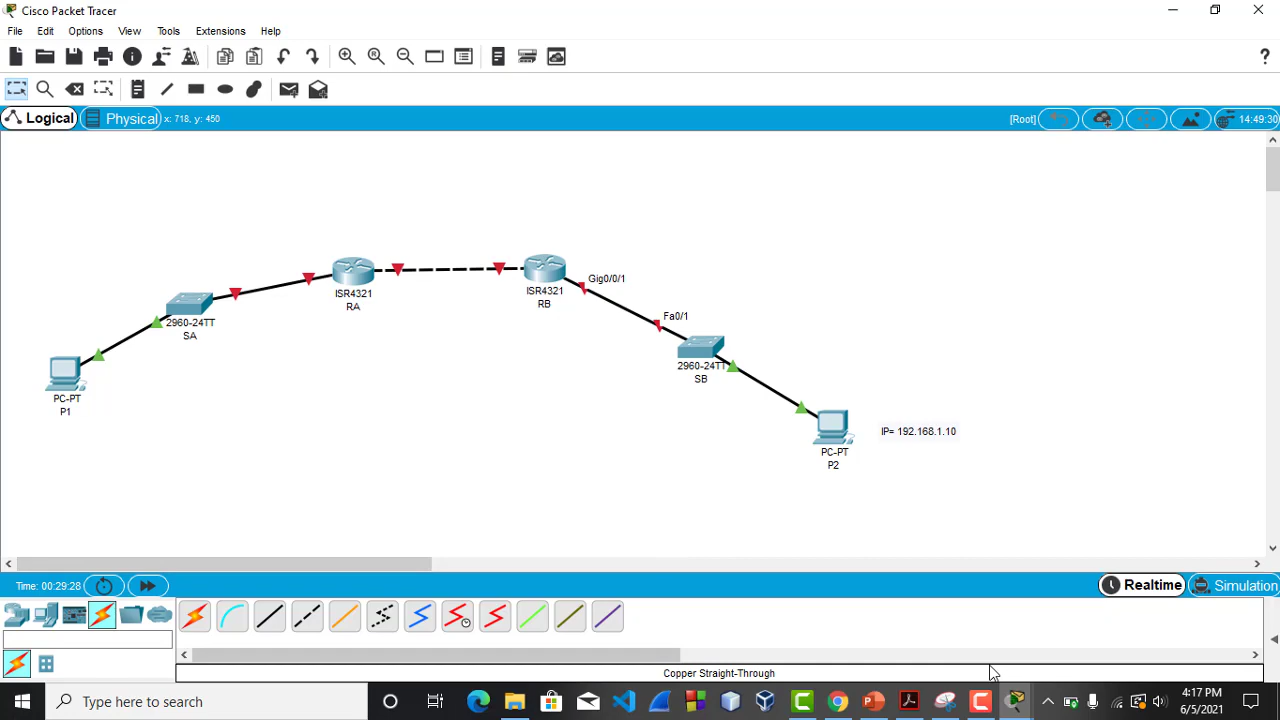 Cisco Packet Tracer
File Edit Options View Tools Extensions Help
?
Logical Physical x: 718, y: 450 [Root] 14:49:30
ISR4321
RA
ISR4321
RB
Gig0/0/1
Fa0/1
2960-24TT
SA
2960-24TT
SB
PC-PT
P1
IP= 192.168.1.10
PC-PT
P2
Time: 00:29:28 Realtime Simulation
Copper Straight-Through
Type here to search
4:17 PM
6/5/2021